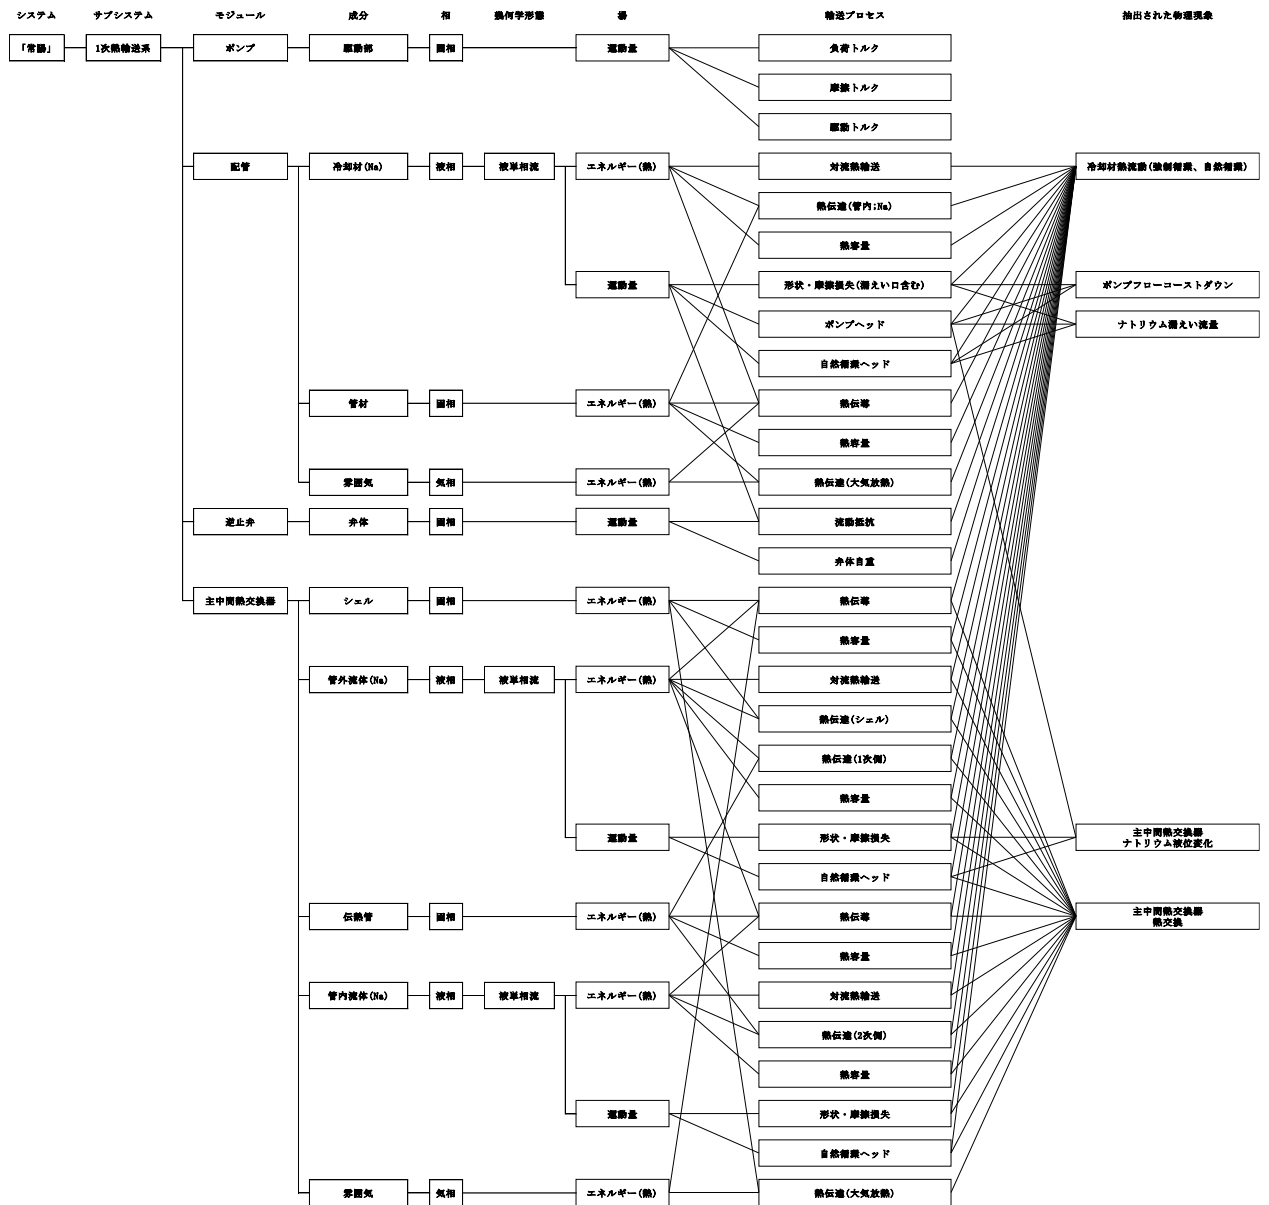 システム サブシステム モジュール 成分 相 幾何学形態 場 輸送プロセス 抽出された物理現象
「常陽」 1次熱輸送系 ポンプ 駆動部 固相 運動量 負荷トルク
摩擦トルク
駆動トルク
配管 冷却材(Na) 液相 液単相流 エネルギー(熱) 対流熱輸送 冷却材熱流動(強制循環、自然循環)
熱伝達(管内:Na)
熱容量
運動量 形状・摩擦損失(漏えい口含む) ポンプフローコーストダウン
ポンプヘッド ナトリウム漏えい流量
自然循環ヘッド
管材 固相 エネルギー(熱) 熱伝導
熱容量
雰囲気 気相 エネルギー(熱) 熱伝達(大気放熱)
逆止弁 弁体 固相 運動量 流動抵抗
弁体自重
主中間熱交換器 シェル 固相 エネルギー(熱) 熱伝導
熱容量
管外流体(Na) 液相 液単相流 エネルギー(熱) 対流熱輸送
熱伝達(シェル)
熱伝達(1次側)
熱容量
運動量 形状・摩擦損失 主中間熱交換器
ナトリウム液位変化
自然循環ヘッド
伝熱管 固相 エネルギー(熱) 熱伝導 主中間熱交換器
熱交換
熱容量
管内流体(Na) 液相 液単相流 エネルギー(熱) 対流熱輸送
熱伝達(2次側)
熱容量
運動量 形状・摩擦損失
自然循環ヘッド
雰囲気 気相 エネルギー(熱) 熱伝達(大気放熱)